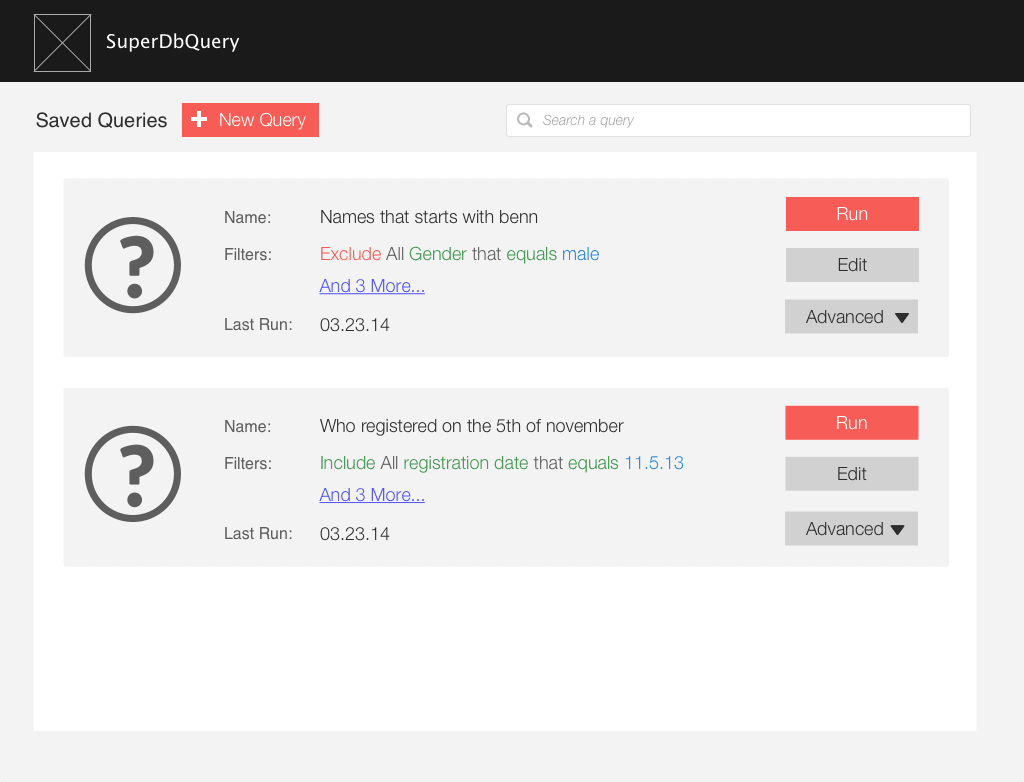 SuperDbQuery
Saved Queries
New Query
Search a query
Name: Names that starts with benn
Run
Filters: Exclude All Gender that equals male
Edit
And 3 More...
Advanced
Last Run: 03.23.14
Name: Who registered on the 5th of november
Run
Filters: Include All registration date that equals 11.5.13
Edit
And 3 More...
Advanced
Last Run: 03.23.14